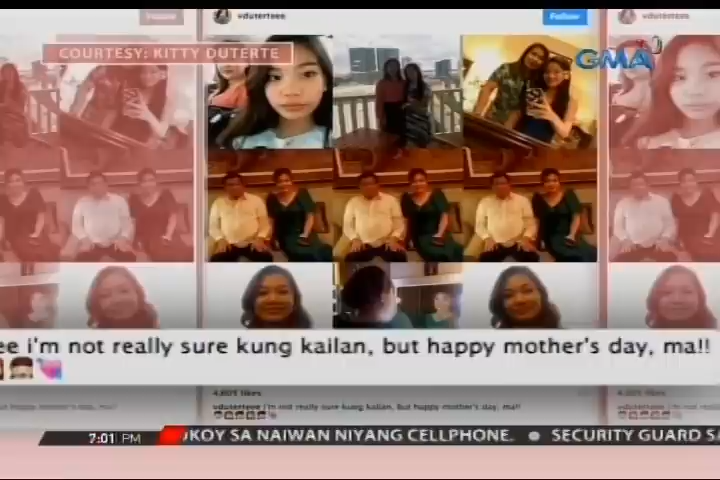 vduterteee
Follow
COURTESY: KITTY DUTERTE
GMA
ee i'm not really sure kung kailan, but happy mother's day, ma!!
4,601 likes
vduterteee i'm not really sure kung kailan, but happy mother's day, ma!!
7:01 PM
UKOY SA NAIWAN NIYANG CELLPHONE. ● SECURITY GUARD SA